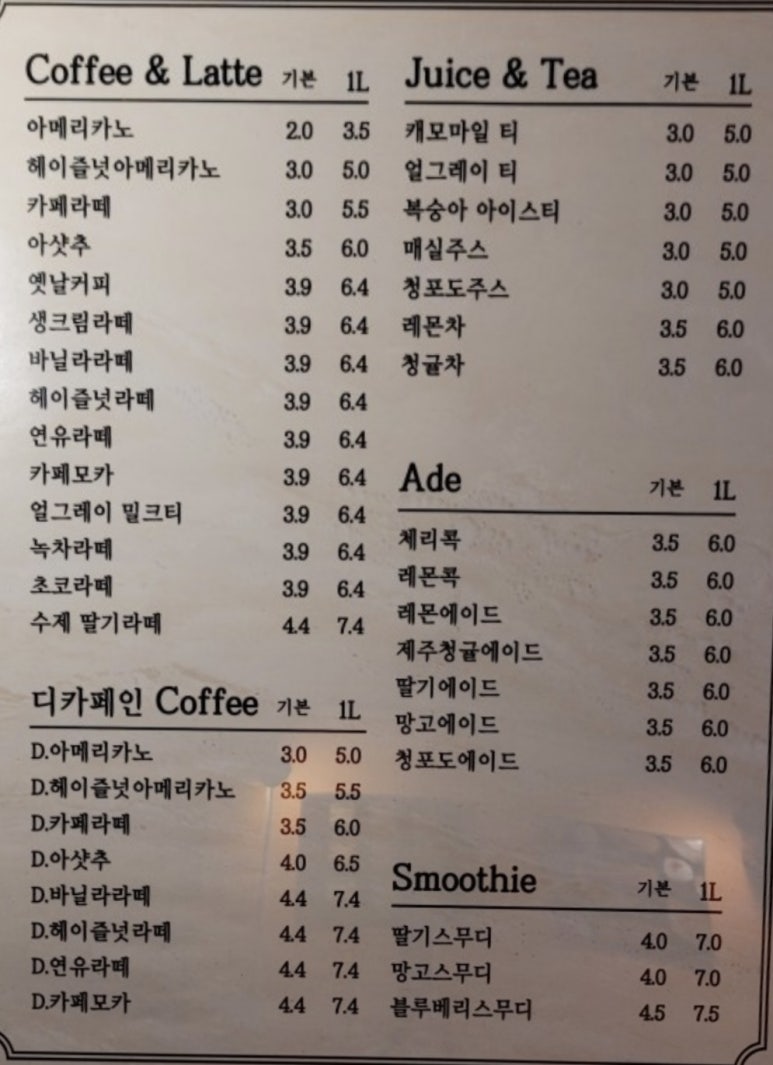 Coffee & Latte 기본 1L
아메리카노 2.0 3.5
헤이즐넛아메리카노 3.0 5.0
카페라떼 3.0 5.5
아샷추 3.5 6.0
옛날커피 3.9 6.4
생크림라떼 3.9 6.4
바닐라라떼 3.9 6.4
헤이즐넛라떼 3.9 6.4
연유라떼 3.9 6.4
카페모카 3.9 6.4
얼그레이 밀크티 3.9 6.4
녹차라떼 3.9 6.4
초코라떼 3.9 6.4
수제 딸기라떼 4.4 7.4
디카페인 Coffee 기본 1L
D.아메리카노 3.0 5.0
D.헤이즐넛아메리카노 3.5 5.5
D.카페라떼 3.5 6.0
D.아샷추 4.0 6.5
D.바닐라라떼 4.4 7.4
D.헤이즐넛라떼 4.4 7.4
D.연유라떼 4.4 7.4
D.카페모카 4.4 7.4
Juice & Tea 기본 1L
캐모마일 티 3.0 5.0
얼그레이 티 3.0 5.0
복숭아 아이스티 3.0 5.0
매실주스 3.0 5.0
청포도주스 3.0 5.0
레몬차 3.5 6.0
청귤차 3.5 6.0
Ade 기본 1L
체리콕 3.5 6.0
레몬콕 3.5 6.0
레몬에이드 3.5 6.0
제주청귤에이드 3.5 6.0
딸기에이드 3.5 6.0
망고에이드 3.5 6.0
청포도에이드 3.5 6.0
Smoothie 기본 1L
딸기스무디 4.0 7.0
망고스무디 4.0 7.0
블루베리스무디 4.5 7.5